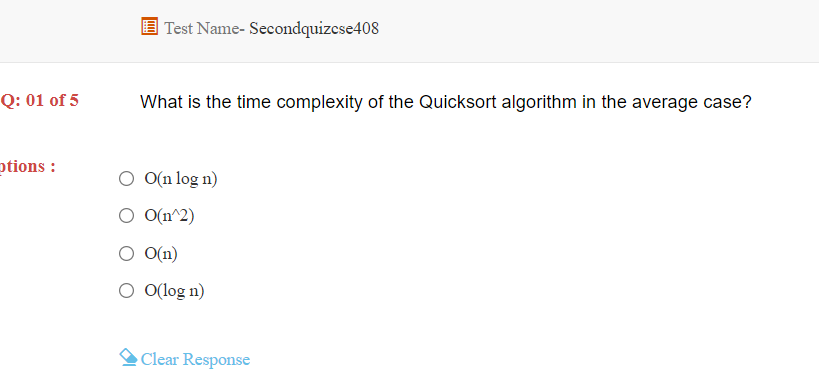 Test Name- Secondquizcse408
Q: 01 of 5
What is the time complexity of the Quicksort algorithm in the average case?
ptions :
O(n log n)
O(n^2)
O(n)
O(log n)
Clear Response